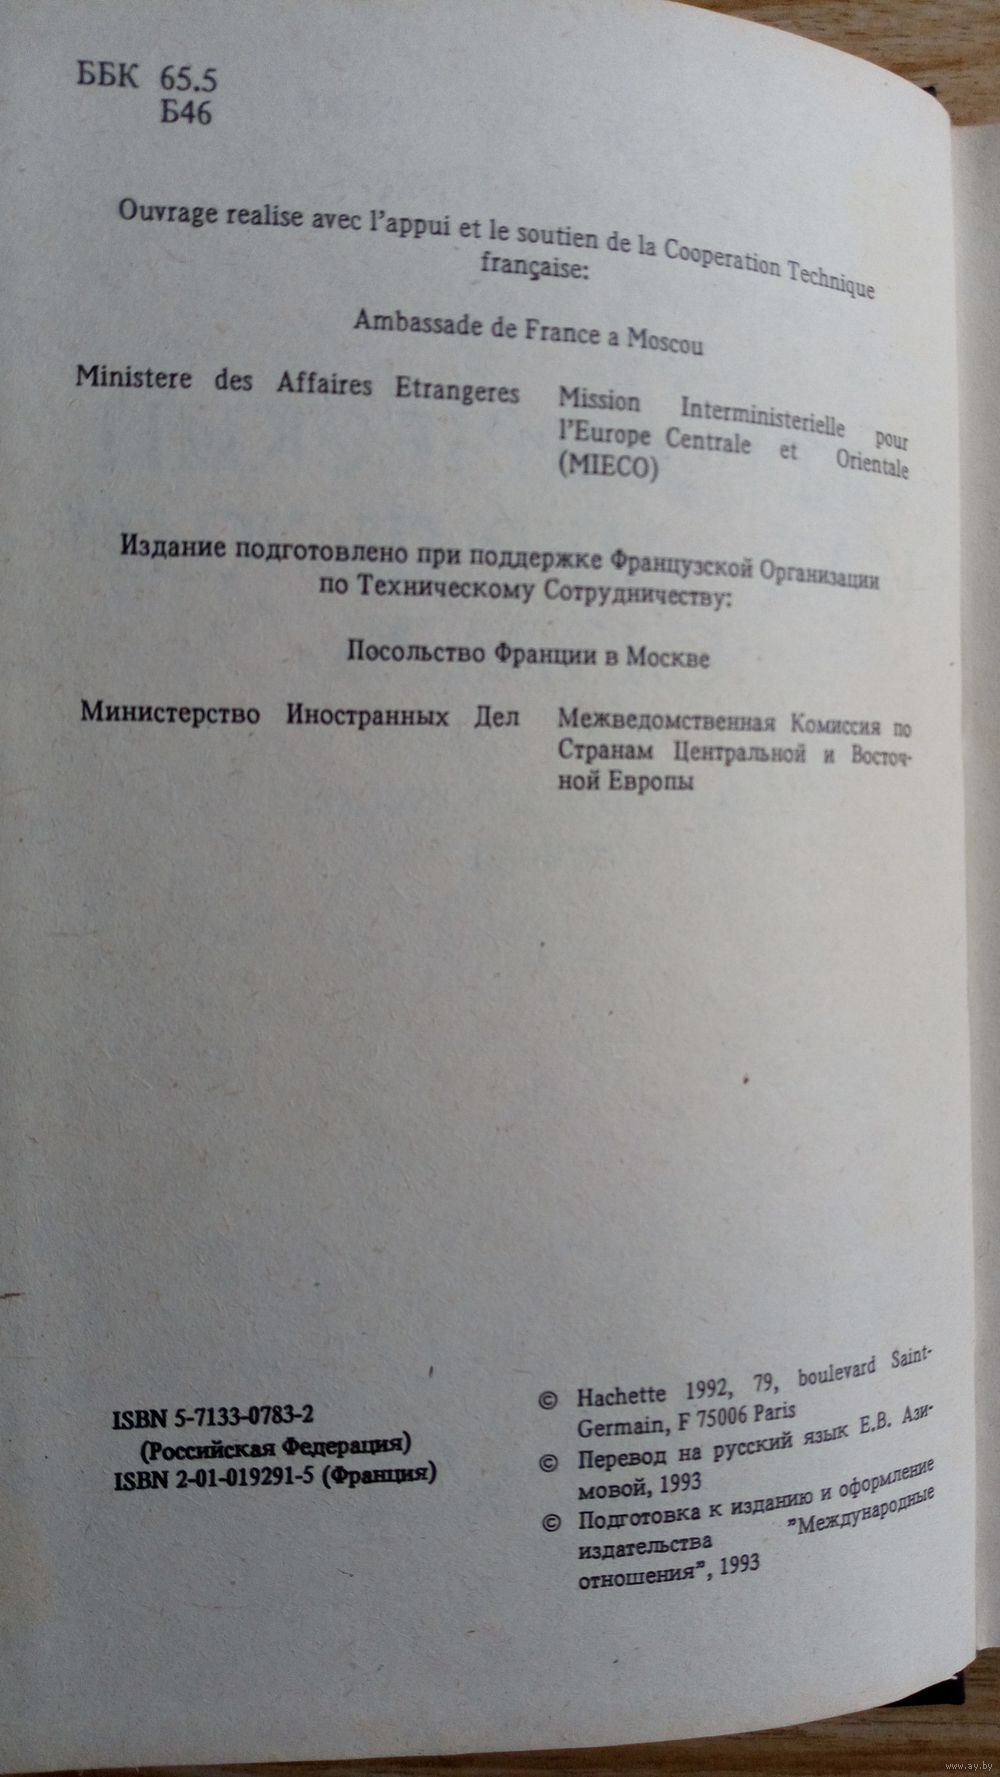 ББК 65.5
Б46
Ouvrage realise avec l'appui et le soutien de la Cooperation Technique
française:
Ambassade de France a Moscou
Ministere des Affaires Etrangeres
Mission Interministerielle pour
l'Europe Centrale et Orientale
(MIECO)
Издание подготовлено при поддержке Французской Организации
по Техническому Сотрудничеству:
Посольство Франции в Москве
Министерство Иностранных Дел
Межведомственная Комиссия по
Странам Центральной и Восточ-
ной Европы
ISBN 5-7133-0783-2
(Российская Федерация)
ISBN 2-01-019291-5 (Франция)
© Hachette 1992, 79, boulevard Saint-
Germain, F 75006 Paris
© Перевод на русский язык Е.В. Ази-
мовой, 1993
© Подготовка к изданию и оформление
издательства "Международные
отношения", 1993
www.ay.by